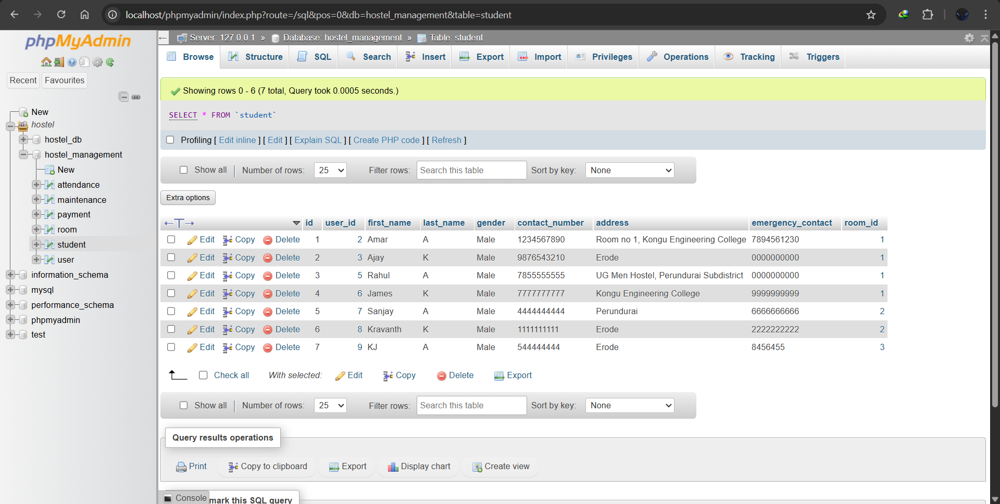 localhost/phpmyadmin/index.php?route=/sql&pos=0&db=hostel_management&table=student
phpMyAdmin
Recent Favourites
New
hostel
hostel_db
hostel_management
New
attendance
maintenance
payment
room
student
user
information_schema
mysql
performance_schema
phpmyadmin
test
Server: 127.0.0.1 » Database: hostel_management » Table: student
Browse Structure SQL Search Insert Export Import Privileges Operations Tracking Triggers
Showing rows 0 - 6 (7 total, Query took 0.0005 seconds.)
SELECT * FROM `student`
Profiling [ Edit inline ] [ Edit ] [ Explain SQL ] [ Create PHP code ] [ Refresh ]
Show all | Number of rows: 25 Filter rows: Search this table Sort by key: None
Extra options
←T→ id user_id first_name last_name gender contact_number address emergency_contact room_id
Edit Copy Delete 1 2 Amar A Male 1234567890 Room no 1, Kongu Engineering College 7894561230 1
Edit Copy Delete 2 3 Ajay K Male 9876543210 Erode 0000000000 1
Edit Copy Delete 3 5 Rahul A Male 7855555555 UG Men Hostel, Perundurai Subdistrict 0000000000 1
Edit Copy Delete 4 6 James K Male 7777777777 Kongu Engineering College 9999999999 1
Edit Copy Delete 5 7 Sanjay A Male 4444444444 Perundurai 6666666666 2
Edit Copy Delete 6 8 Kravanth K Male 1111111111 Erode 2222222222 2
Edit Copy Delete 7 9 KJ A Male 544444444 Erode 8456455 3
Check all With selected: Edit Copy Delete Export
Show all | Number of rows: 25 Filter rows: Search this table Sort by key: None
Query results operations
Print Copy to clipboard Export Display chart Create view
Console mark this SQL query